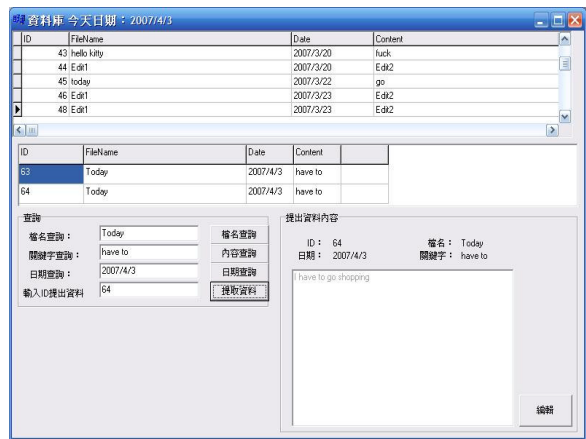 資料庫 今天日期：2007/4/3
ID FileName Date Content
43 hello kitty 2007/3/20 fuck
44 Edit1 2007/3/20 Edit2
45 today 2007/3/22 go
46 Edit1 2007/3/23 Edit2
48 Edit1 2007/3/23 Edit2
ID FileName Date Content
63 Today 2007/4/3 have to
64 Today 2007/4/3 have to
查詢
檔名查詢： Today 檔名查詢
關鍵字查詢： have to 內容查詢
日期查詢： 2007/4/3 日期查詢
輸入ID提出資料 64 提取資料
提出資料內容
ID： 64 檔名： Today
日期： 2007/4/3 關鍵字： have to
I have to go shopping
編輯